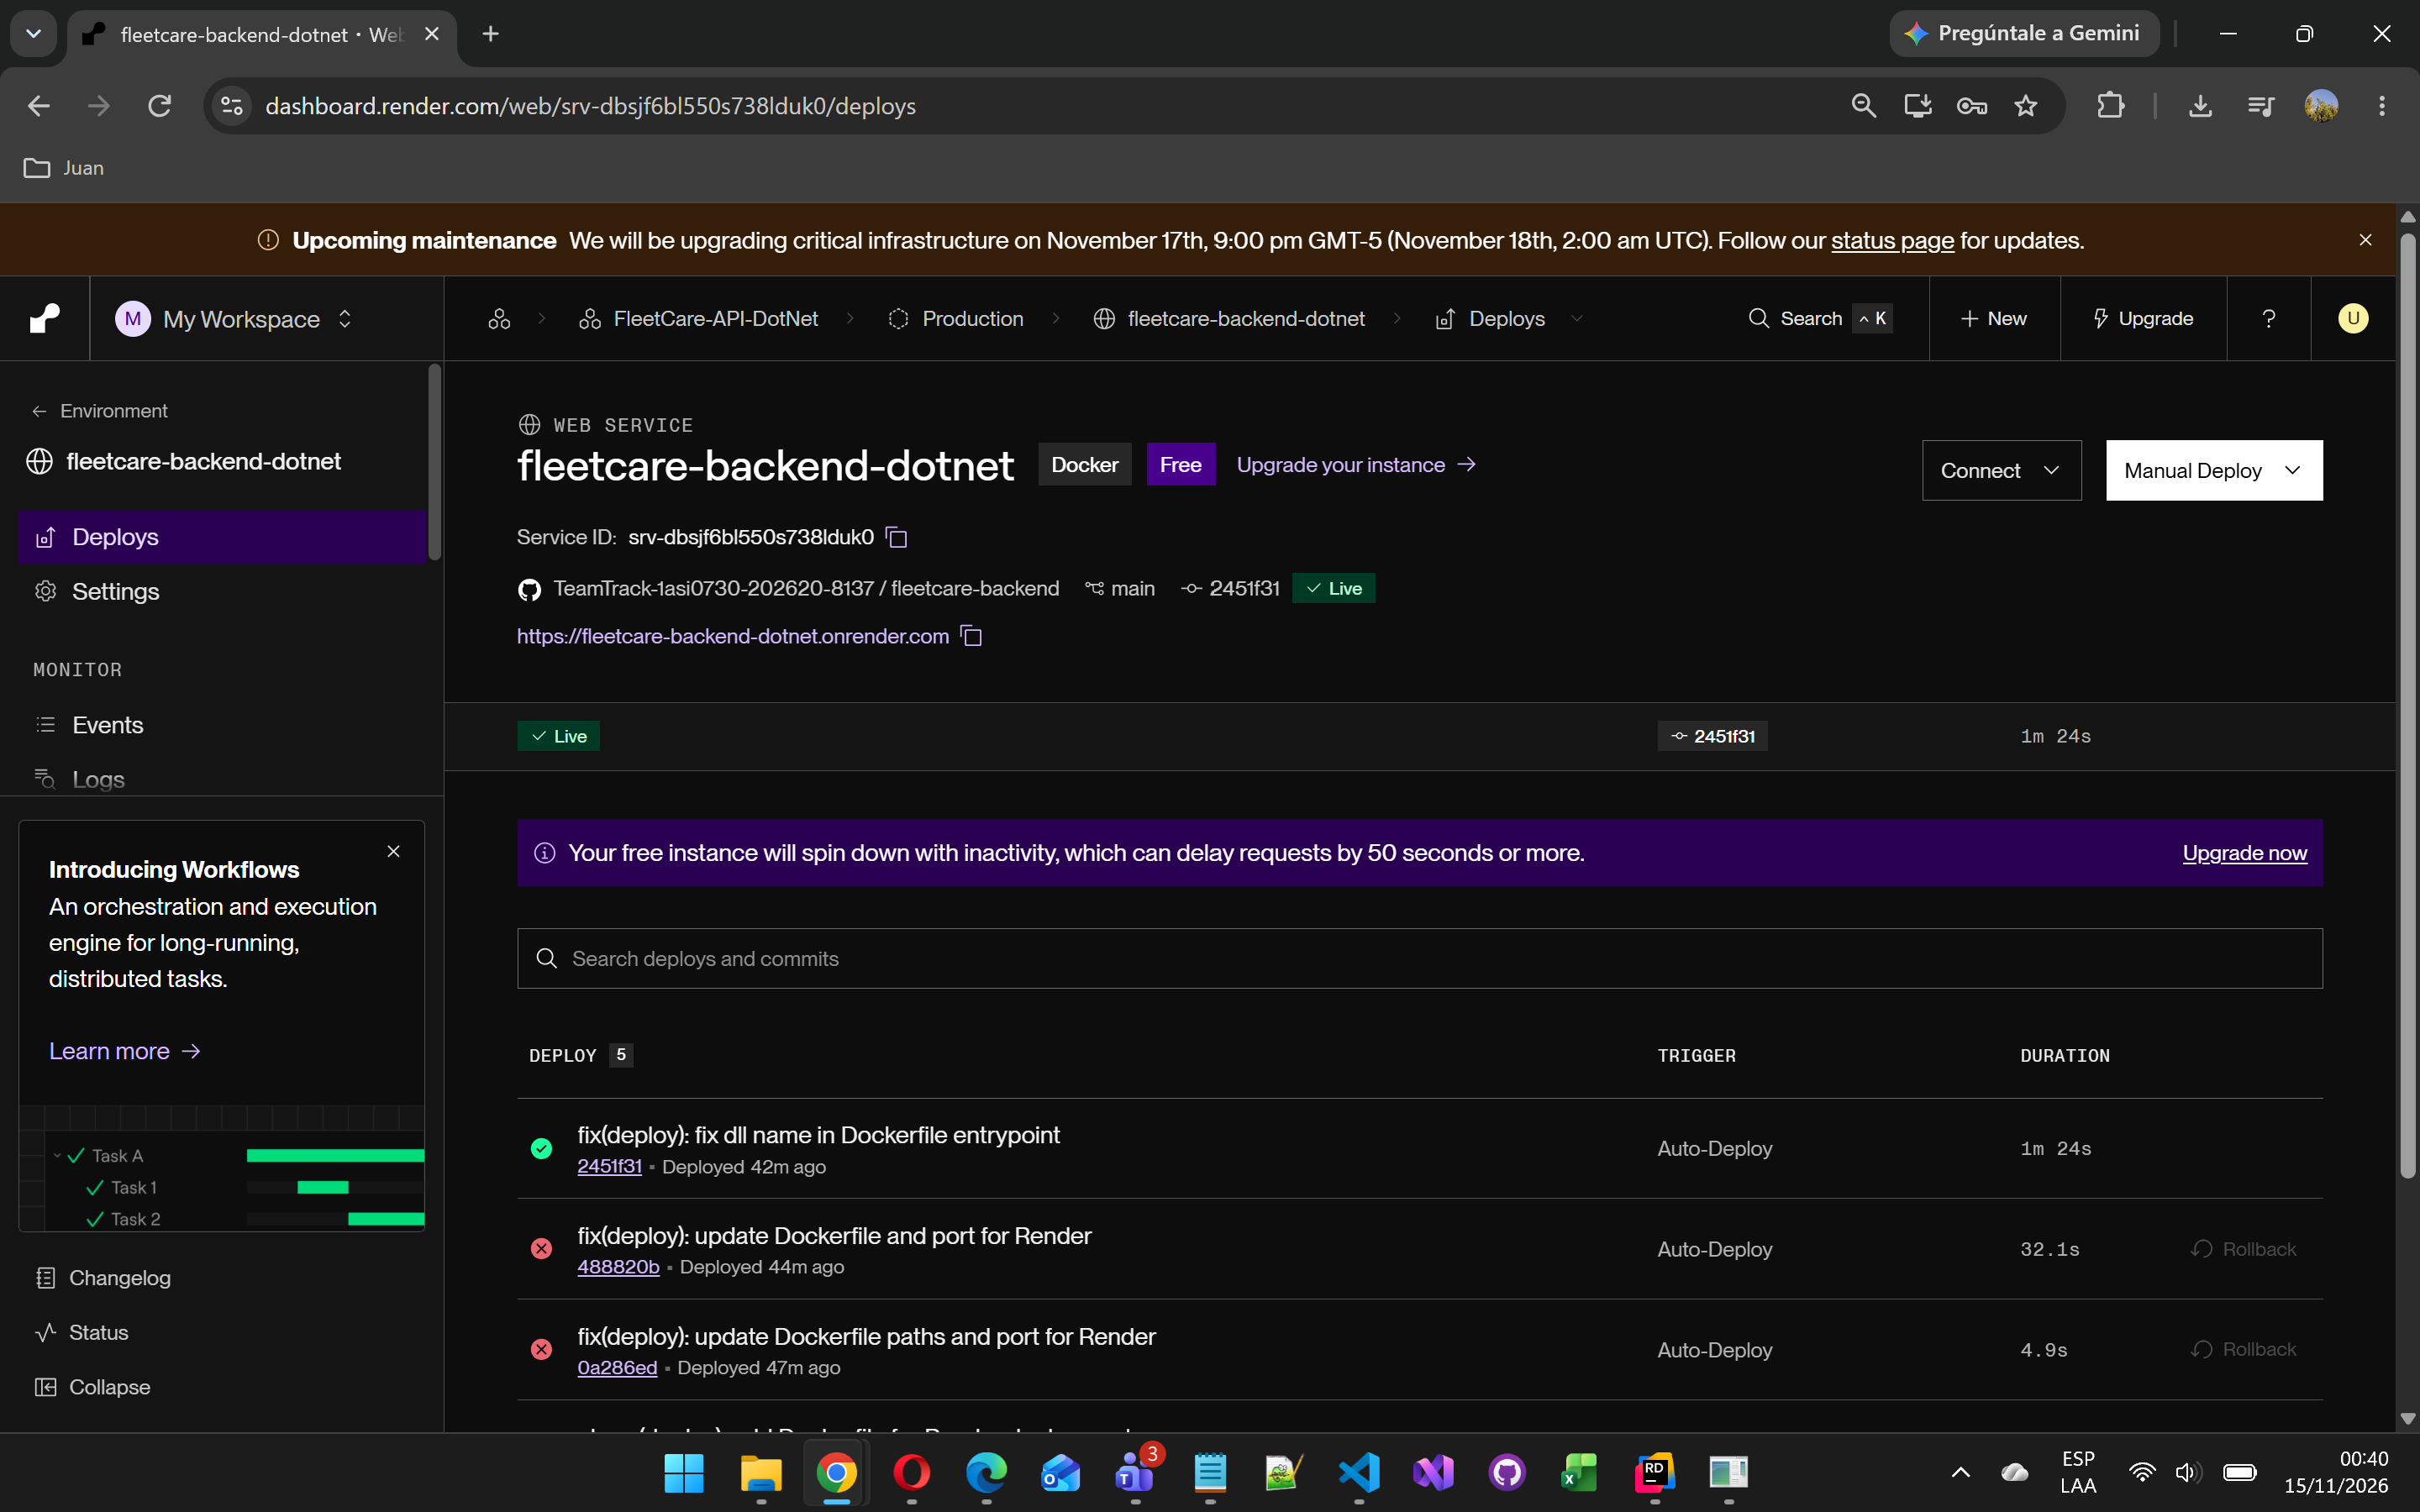 fleetcare-backend-dotnet • Web
Pregúntale a Gemini
dashboard.render.com/web/srv-dbsjf6bl550s738lduk0/deploys
Juan
Upcoming maintenance We will be upgrading critical infrastructure on November 17th, 9:00 pm GMT-5 (November 18th, 2:00 am UTC). Follow our status page for updates.
M My Workspace
FleetCare-API-DotNet
Production
fleetcare-backend-dotnet
Deploys
Search ^ K
+ New
Upgrade
?
U
← Environment
fleetcare-backend-dotnet
Deploys
Settings
MONITOR
Events
Logs
Introducing Workflows
An orchestration and execution
engine for long-running,
distributed tasks.
Learn more →
Task A
Task 1
Task 2
Changelog
Status
Collapse
WEB SERVICE
fleetcare-backend-dotnet Docker Free Upgrade your instance →
Connect
Manual Deploy
Service ID: srv-dbsjf6bl550s738lduk0
TeamTrack-1asi0730-202620-8137 / fleetcare-backend main 2451f31 Live
https://fleetcare-backend-dotnet.onrender.com
Live 2451f31 1m 24s
Your free instance will spin down with inactivity, which can delay requests by 50 seconds or more. Upgrade now
Search deploys and commits
DEPLOY 5 TRIGGER DURATION
fix(deploy): fix dll name in Dockerfile entrypoint
2451f31 • Deployed 42m ago
Auto-Deploy 1m 24s
fix(deploy): update Dockerfile and port for Render
488820b • Deployed 44m ago
Auto-Deploy 32.1s Rollback
fix(deploy): update Dockerfile paths and port for Render
0a286ed • Deployed 47m ago
Auto-Deploy 4.9s Rollback
3
RD
ESP
LAA
00:40
15/11/2026